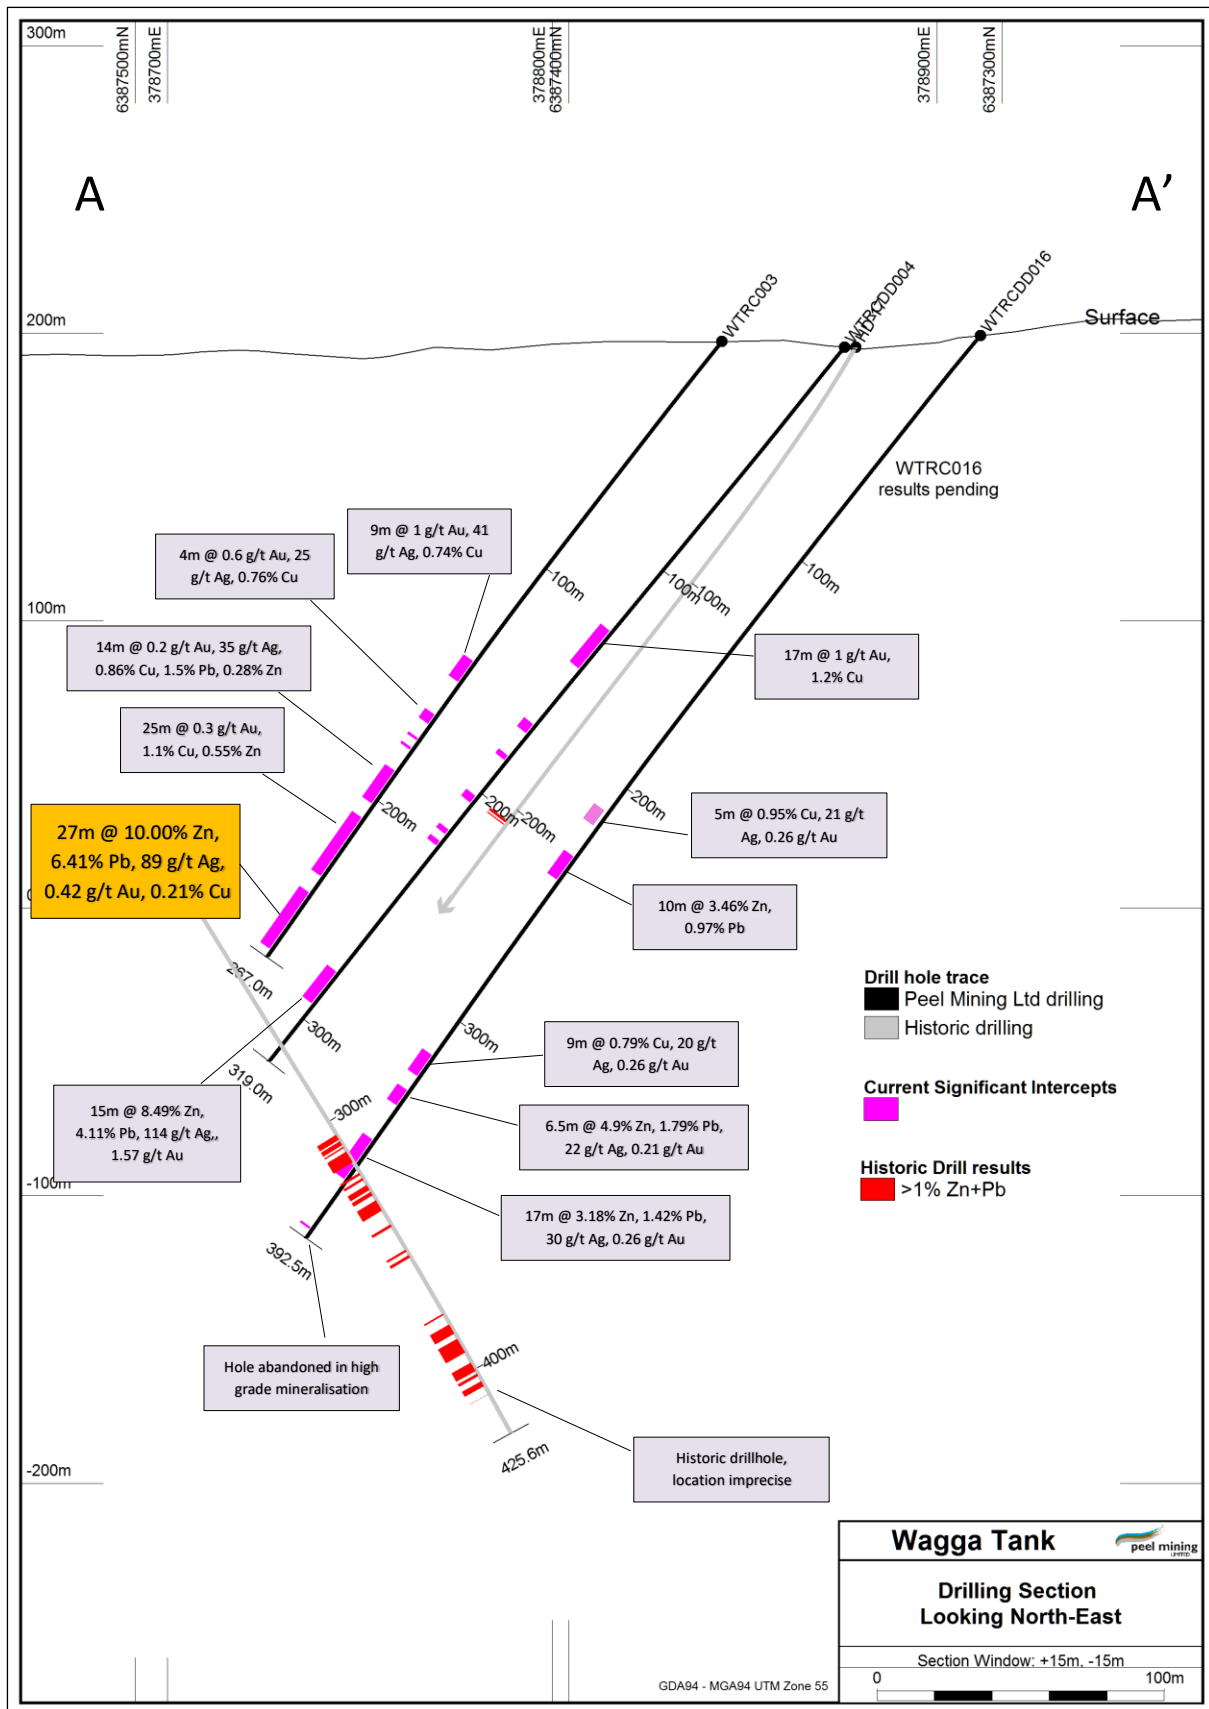 300m
6387500mN
378700mE
378800mE
6387400mN
378900mE
6387300mN
A
A’
200m
WTRC003
WTRCDD004
WTRCDD016
Surface
WTRC016
results pending
9m @ 1 g/t Au, 41
g/t Ag, 0.74% Cu
4m @ 0.6 g/t Au, 25
g/t Ag, 0.76% Cu
100m
100m
100m
100m
100m
14m @ 0.2 g/t Au, 35 g/t Ag,
0.86% Cu, 1.5% Pb, 0.28% Zn
17m @ 1 g/t Au,
1.2% Cu
25m @ 0.3 g/t Au,
1.1% Cu, 0.55% Zn
200m
200m
200m
200m
5m @ 0.95% Cu, 21 g/t
Ag, 0.26 g/t Au
27m @ 10.00% Zn,
6.41% Pb, 89 g/t Ag,
0.42 g/t Au, 0.21% Cu
10m @ 3.46% Zn,
0.97% Pb
267.0m
Drill hole trace
Peel Mining Ltd drilling
Historic drilling
300m
300m
319.0m
9m @ 0.79% Cu, 20 g/t
Ag, 0.26 g/t Au
Current Significant Intercepts
15m @ 8.49% Zn,
4.11% Pb, 114 g/t Ag,,
1.57 g/t Au
300m
6.5m @ 4.9% Zn, 1.79% Pb,
22 g/t Ag, 0.21 g/t Au
Historic Drill results
>1% Zn+Pb
-100m
17m @ 3.18% Zn, 1.42% Pb,
30 g/t Ag, 0.26 g/t Au
392.5m
Hole abandoned in high
grade mineralisation
400m
425.6m
Historic drillhole,
location imprecise
-200m
Wagga Tank
peel mining
LIMITED
Drilling Section
Looking North-East
Section Window: +15m, -15m
GDA94 - MGA94 UTM Zone 55
0
100m